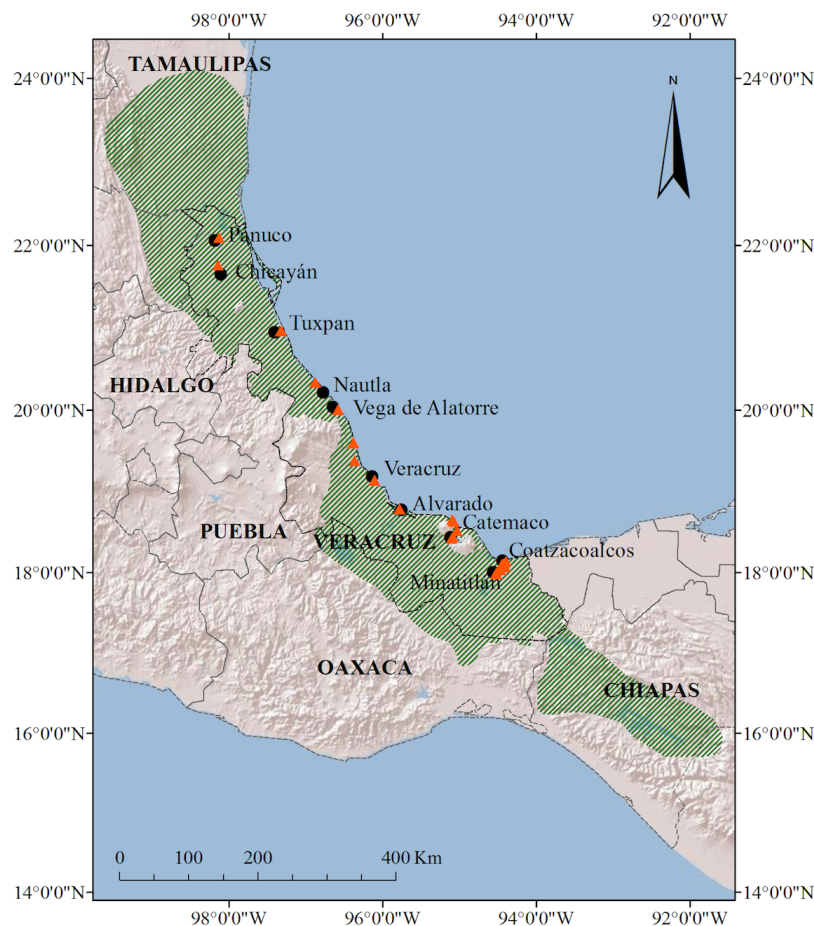 98°0'0"W 96°0'0"W 94°0'0"W 92°0'0"W
N
TAMAULIPAS
24°0'0"N 24°0'0"N
Pánuco
22°0'0"N 22°0'0"N
Chicayán
Tuxpan
HIDALGO
Nautla
20°0'0"N 20°0'0"N
Vega de Alatorre
Veracruz
Alvarado
Catemaco
PUEBLA
VERACRUZ
Coatzacoalcos
18°0'0"N 18°0'0"N
Minatitlán
OAXACA
CHIAPAS
16°0'0"N 16°0'0"N
0 100 200 400 Km
14°0'0"N 14°0'0"N
98°0'0"W 96°0'0"W 94°0'0"W 92°0'0"W